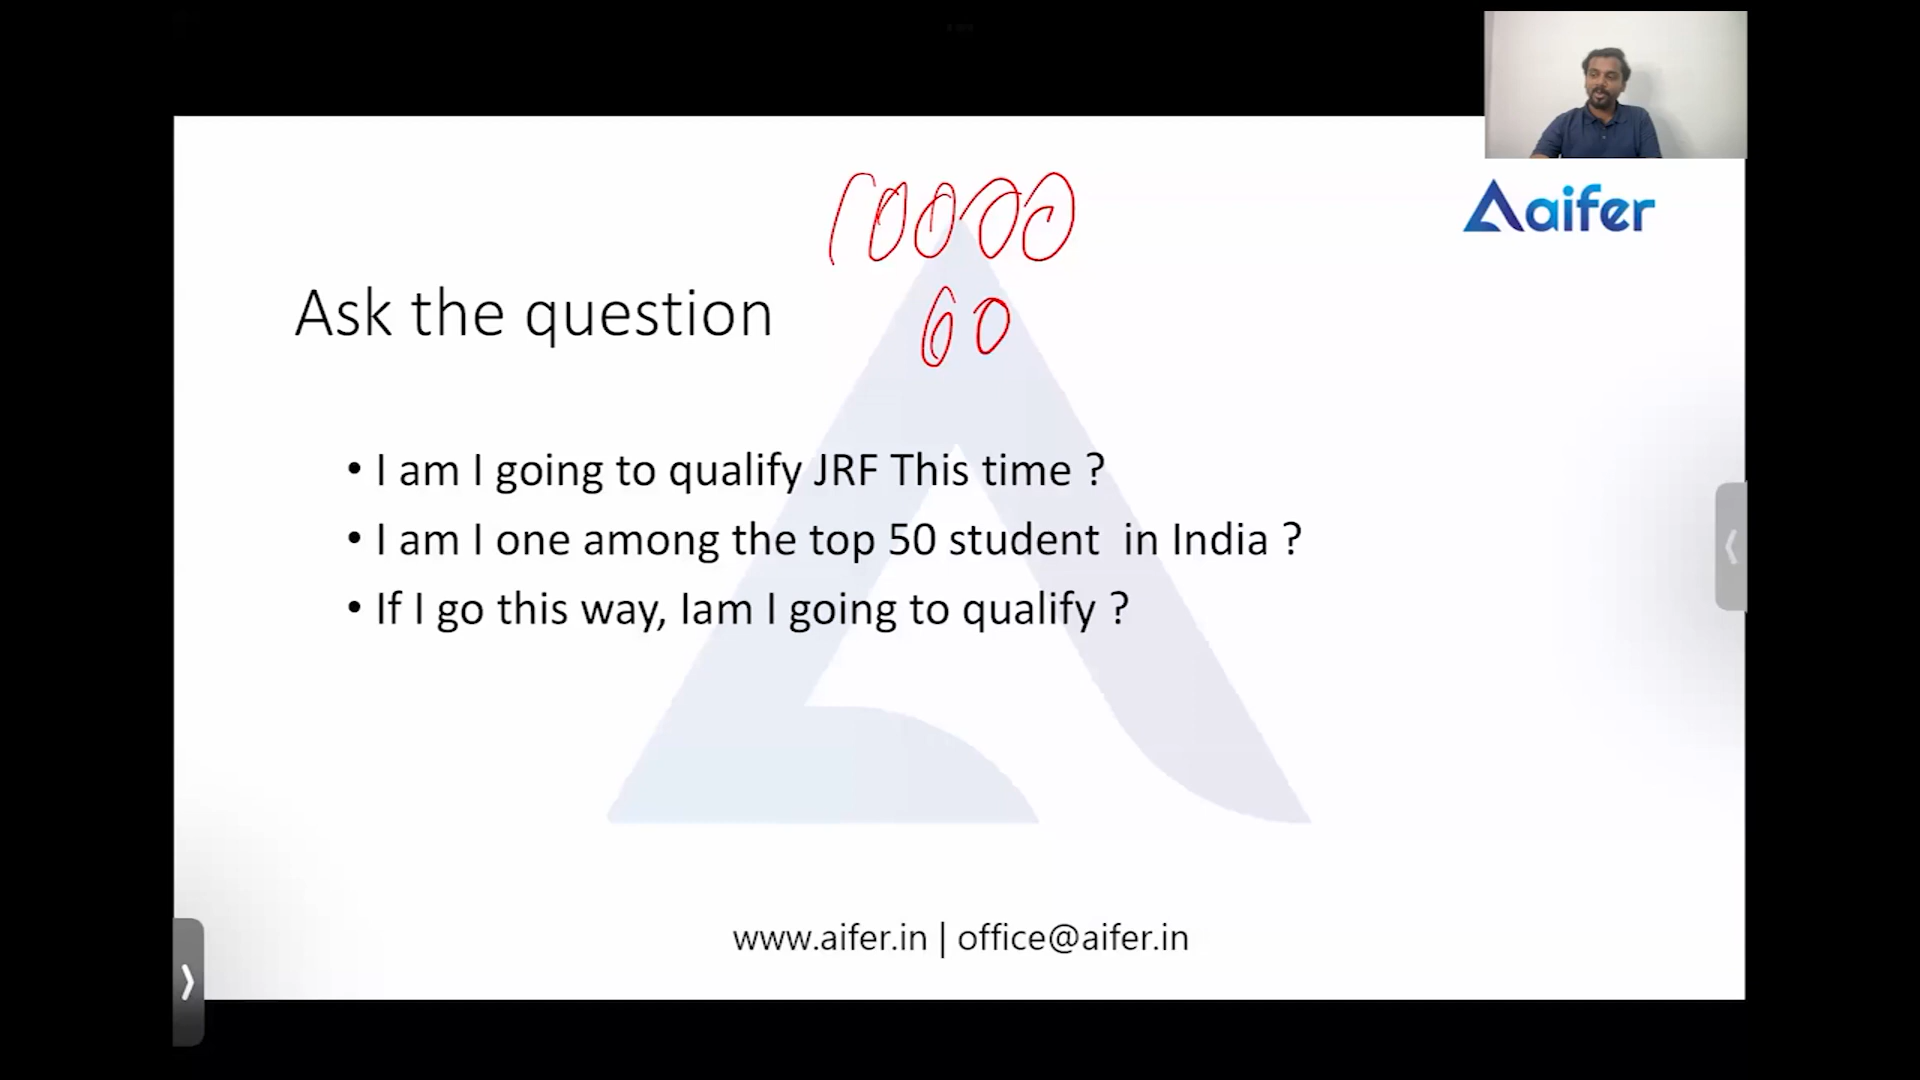 10000
aifer
Ask the question
60
• I am I going to qualify JRF This time ?
• I am I one among the top 50 student in India ?
• If I go this way, Iam I going to qualify ?
www.aifer.in | office@aifer.in